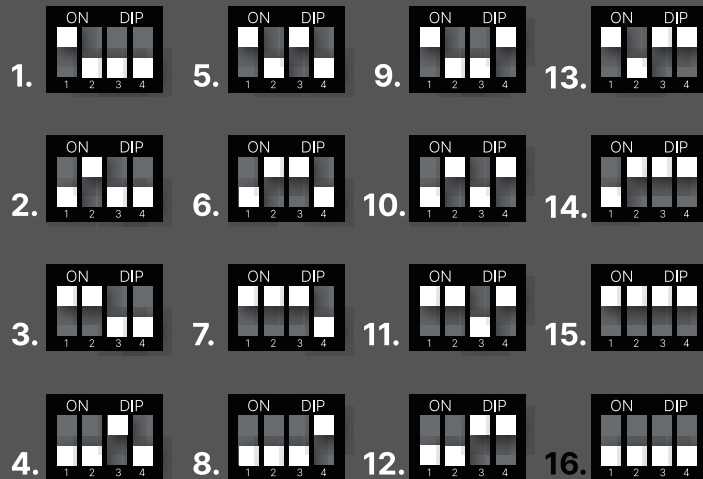 ON DIP
1.
1 2 3 4
ON DIP
5.
1 2 3 4
ON DIP
9.
1 2 3 4
ON DIP
13.
1 2 3 4
ON DIP
2.
1 2 3 4
ON DIP
6.
1 2 3 4
ON DIP
10.
1 2 3 4
ON DIP
14.
1 2 3 4
ON DIP
3.
1 2 3 4
ON DIP
7.
1 2 3 4
ON DIP
11.
1 2 3 4
ON DIP
15.
1 2 3 4
ON DIP
4.
1 2 3 4
ON DIP
8.
1 2 3 4
ON DIP
12.
1 2 3 4
ON DIP
16.
1 2 3 4